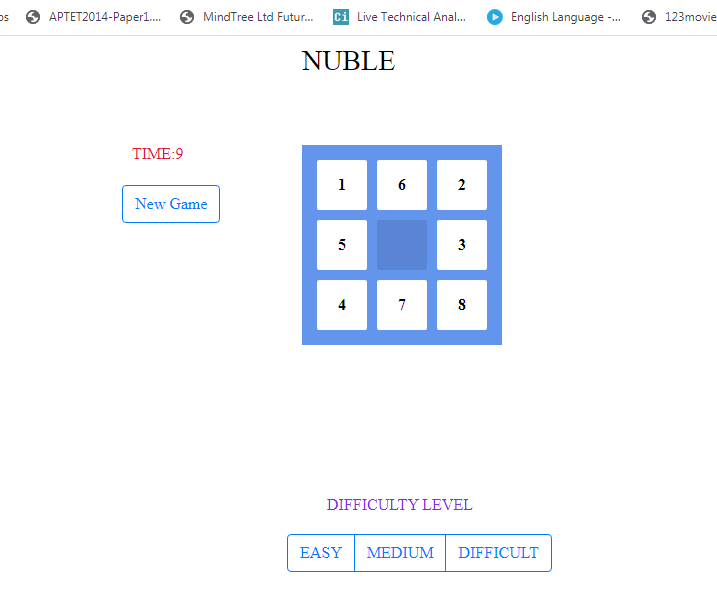 os APTET2014-Paper1.... MindTree Ltd Futur... Ci Live Technical Anal... English Language -... 123movie
NUBLE
TIME:9
New Game
1 6 2
5 3
4 7 8
DIFFICULTY LEVEL
EASY MEDIUM DIFFICULT